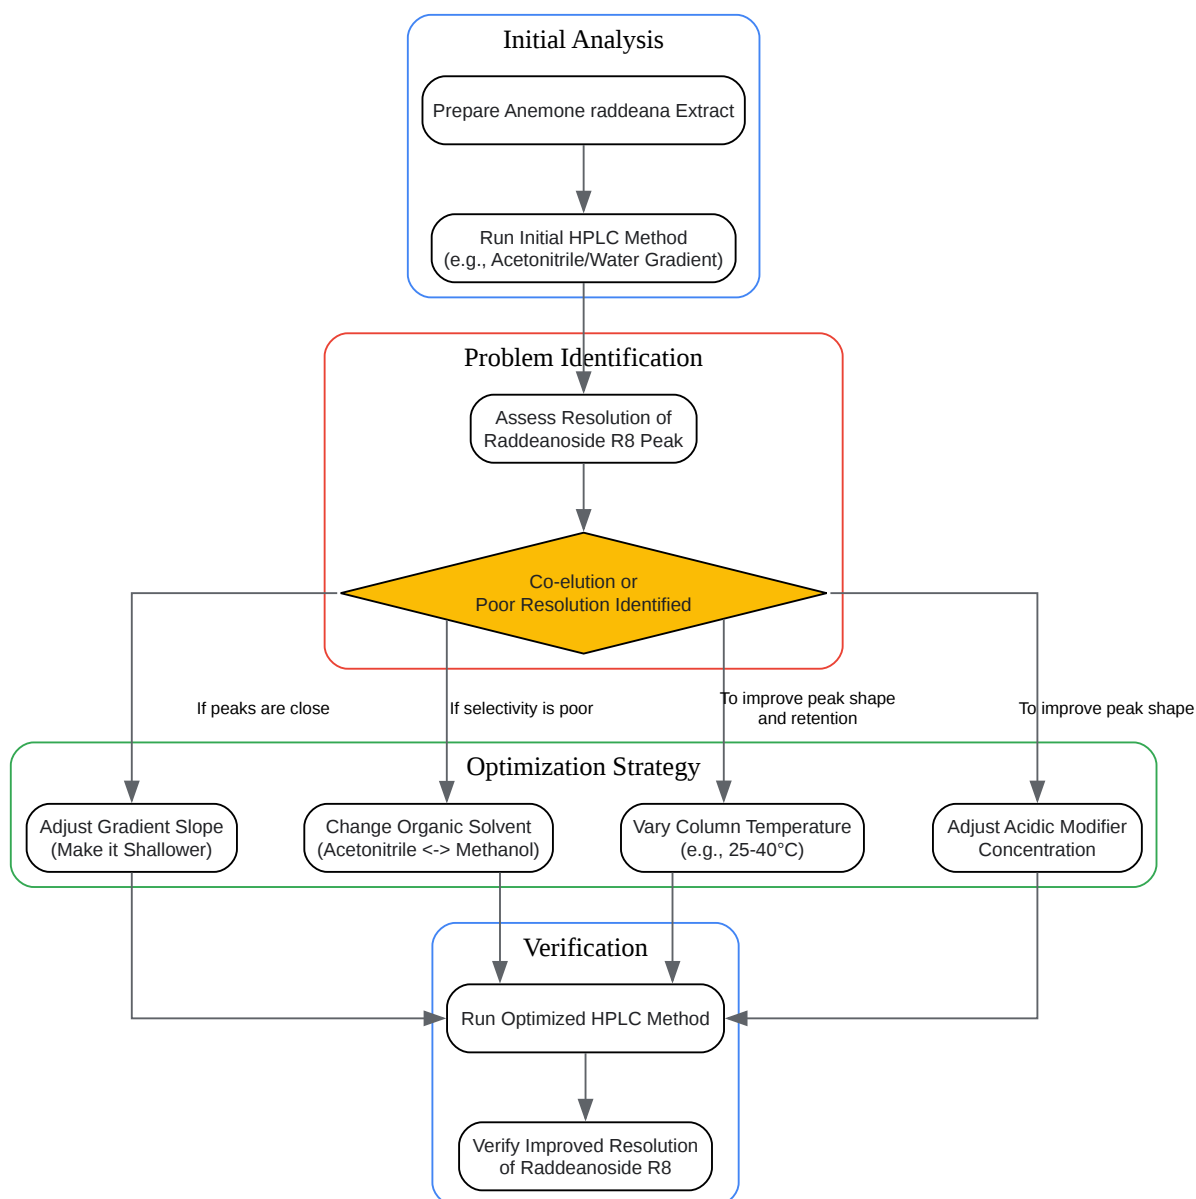 Initial Analysis
Prepare Anemone raddeana Extract
Run Initial HPLC Method
(e.g., Acetonitrile/Water Gradient)
Problem Identification
Assess Resolution of
Raddeanoside R8 Peak
Co-elution or
Poor Resolution Identified
If peaks are close
If selectivity is poor
To improve peak shape
and retention
To improve peak shape
Optimization Strategy
Adjust Gradient Slope
(Make it Shallower)
Change Organic Solvent
(Acetonitrile <-> Methanol)
Vary Column Temperature
(e.g., 25-40°C)
Adjust Acidic Modifier
Concentration
Verification
Run Optimized HPLC Method
Verify Improved Resolution
of Raddeanoside R8